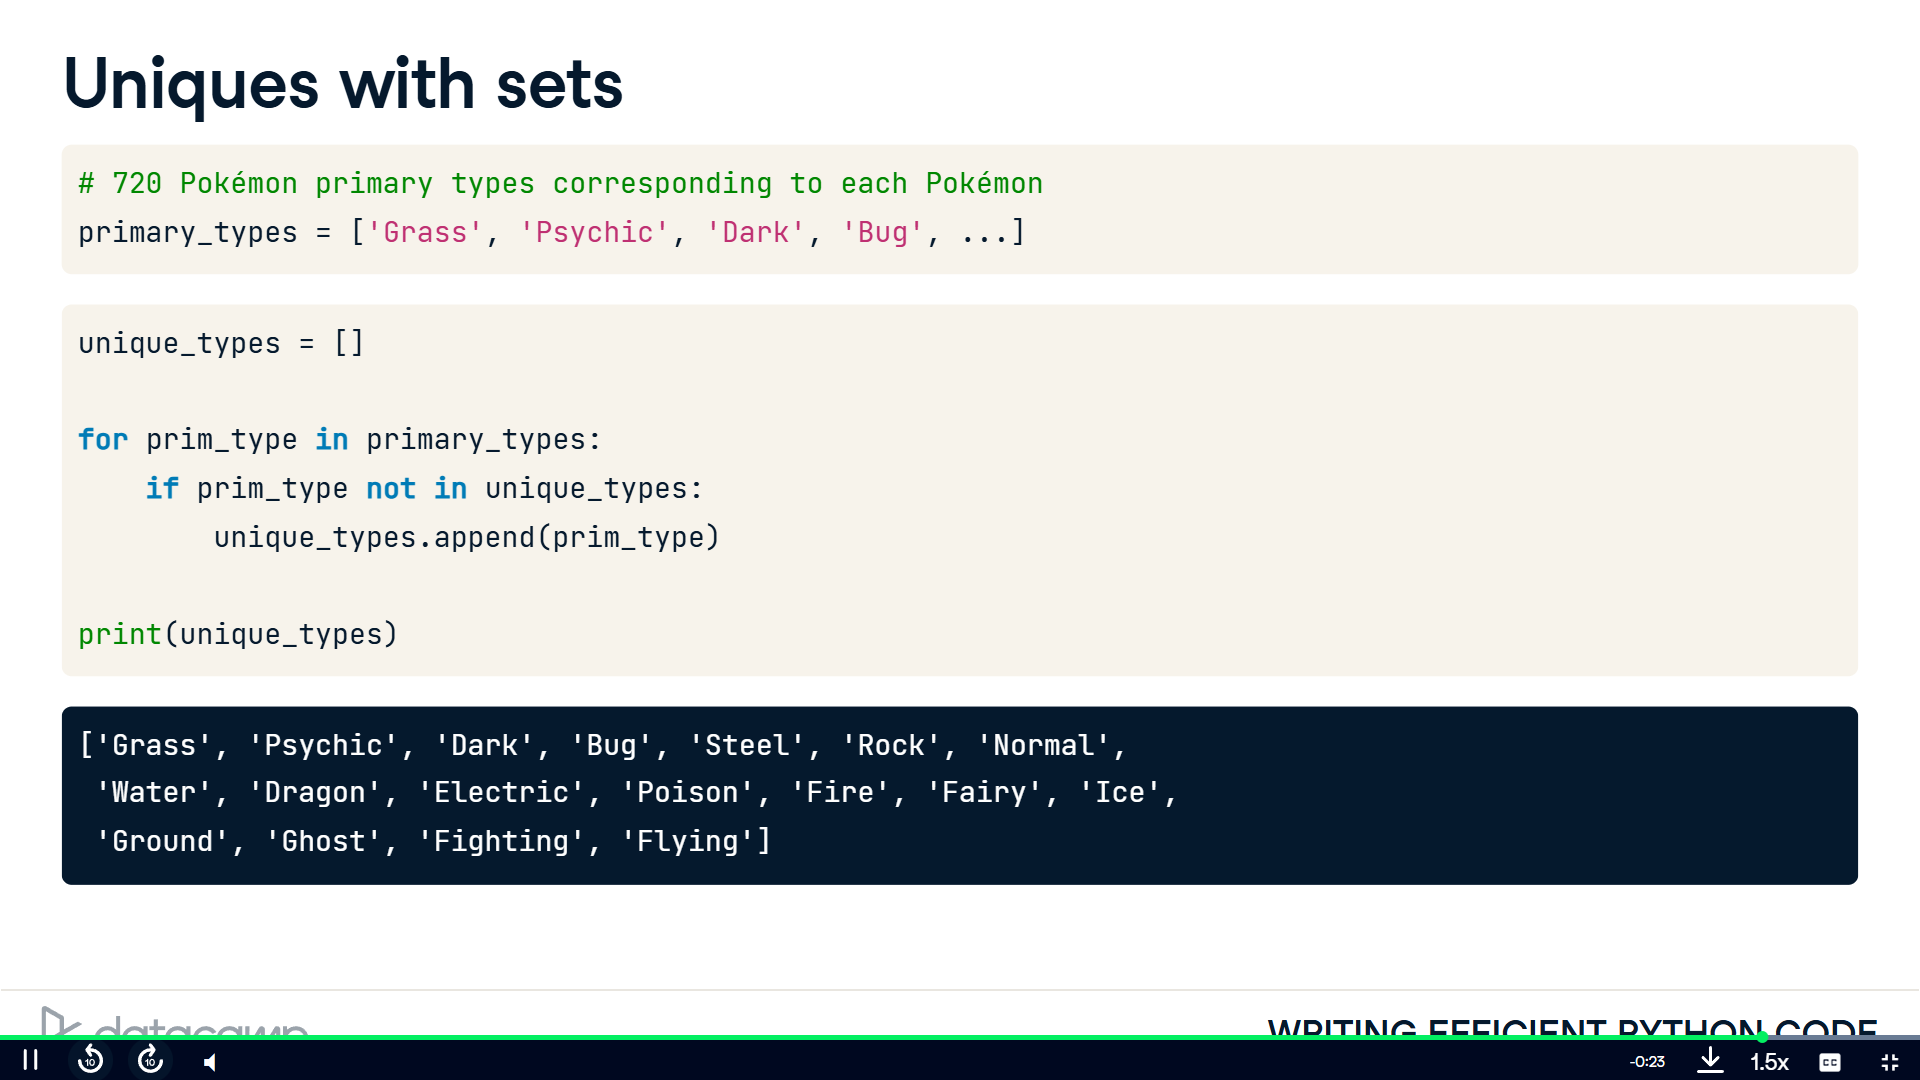 Uniques with sets
# 720 Pokémon primary types corresponding to each Pokémon
primary_types = ['Grass', 'Psychic', 'Dark', 'Bug', ...]
unique_types = []
for prim_type in primary_types:
    if prim_type not in unique_types:
        unique_types.append(prim_type)
print(unique_types)
['Grass', 'Psychic', 'Dark', 'Bug', 'Steel', 'Rock', 'Normal',
 'Water', 'Dragon', 'Electric', 'Poison', 'Fire', 'Fairy', 'Ice',
 'Ground', 'Ghost', 'Fighting', 'Flying']
datacamp
WRITING EFFICIENT PYTHON CODE
10
10
-0:23
1.5x
CC